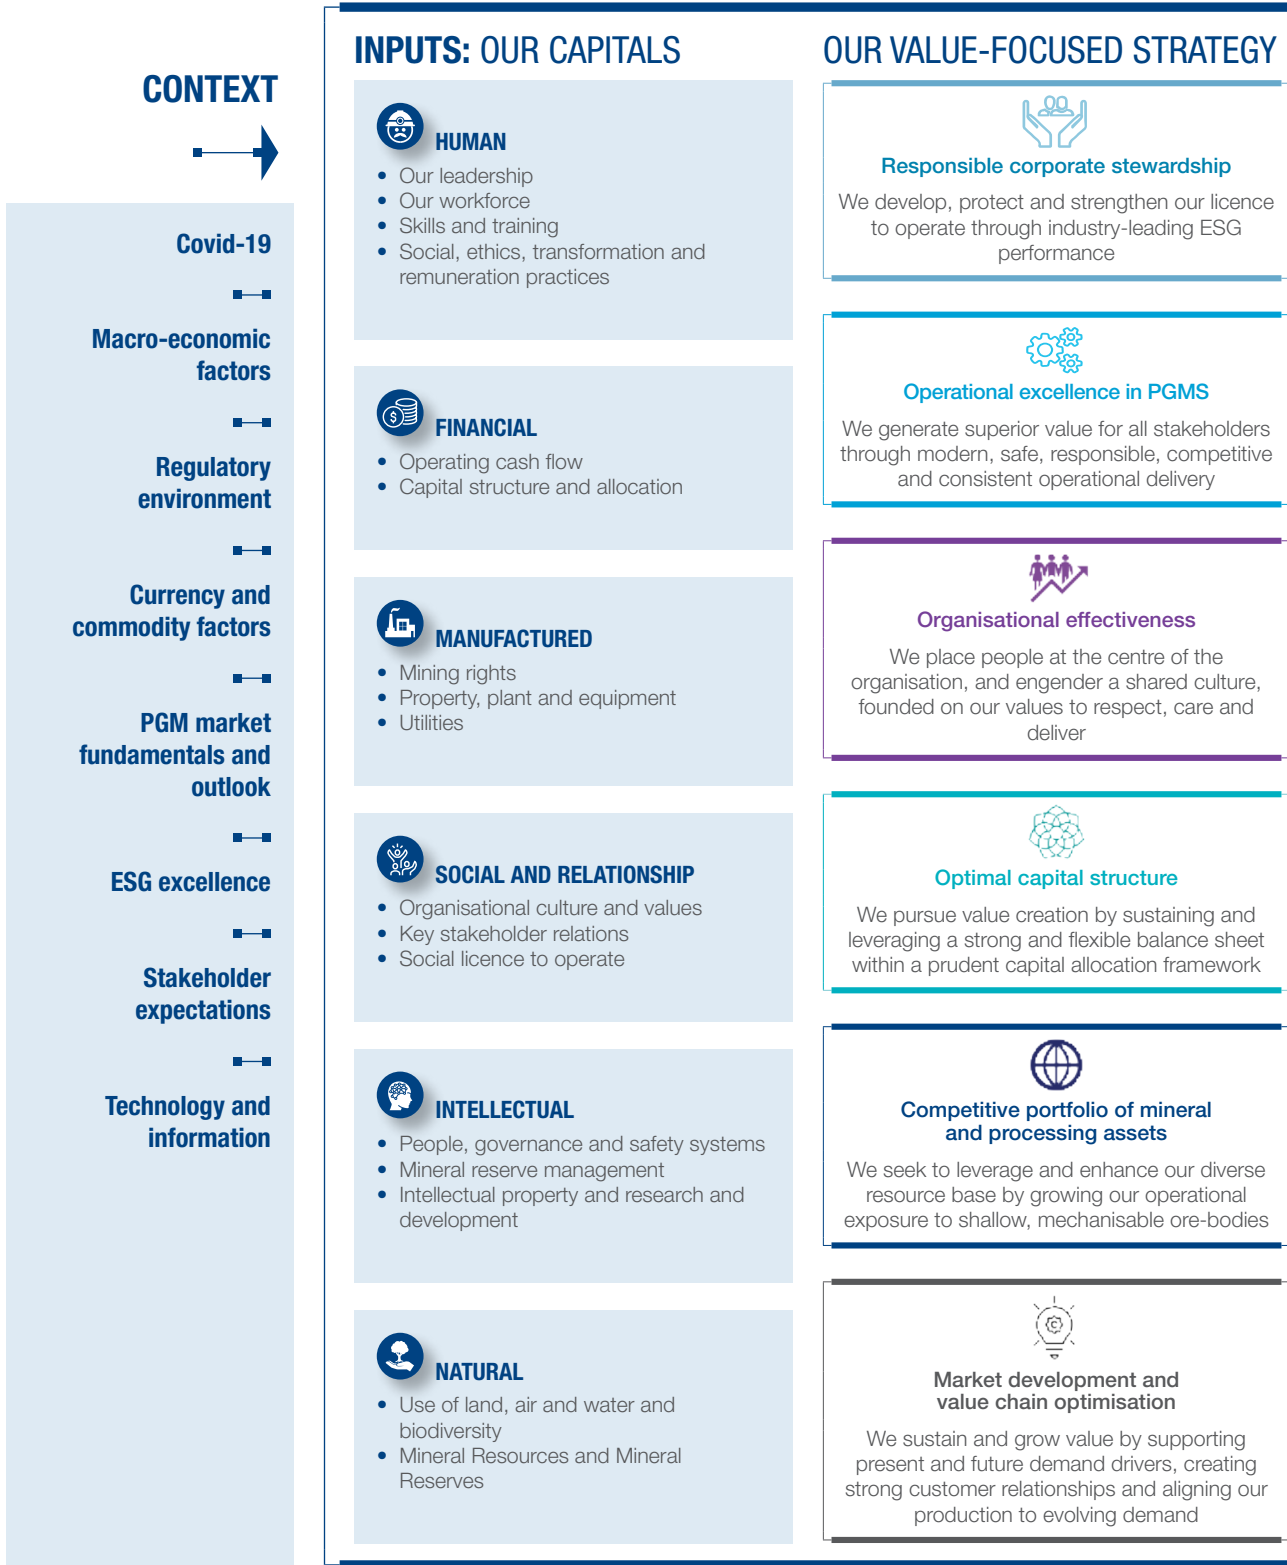 CONTEXT
Covid-19
Macro-economic
factors
Regulatory
environment
Currency and
commodity factors
PGM market
fundamentals and
outlook
ESG excellence
Stakeholder
expectations
Technology and
information
INPUTS: OUR CAPITALS
HUMAN
• Our leadership
• Our workforce
• Skills and training
• Social, ethics, transformation and
remuneration practices
FINANCIAL
• Operating cash flow
• Capital structure and allocation
MANUFACTURED
• Mining rights
• Property, plant and equipment
• Utilities
SOCIAL AND RELATIONSHIP
• Organisational culture and values
• Key stakeholder relations
• Social licence to operate
INTELLECTUAL
• People, governance and safety systems
• Mineral reserve management
• Intellectual property and research and
development
NATURAL
• Use of land, air and water and
biodiversity
• Mineral Resources and Mineral
Reserves
OUR VALUE-FOCUSED STRATEGY
Responsible corporate stewardship
We develop, protect and strengthen our licence
to operate through industry-leading ESG
performance
Operational excellence in PGMS
We generate superior value for all stakeholders
through modern, safe, responsible, competitive
and consistent operational delivery
Organisational effectiveness
We place people at the centre of the
organisation, and engender a shared culture,
founded on our values to respect, care and
deliver
Optimal capital structure
We pursue value creation by sustaining and
leveraging a strong and flexible balance sheet
within a prudent capital allocation framework
Competitive portfolio of mineral
and processing assets
We seek to leverage and enhance our diverse
resource base by growing our operational
exposure to shallow, mechanisable ore-bodies
Market development and
value chain optimisation
We sustain and grow value by supporting
present and future demand drivers, creating
strong customer relationships and aligning our
production to evolving demand